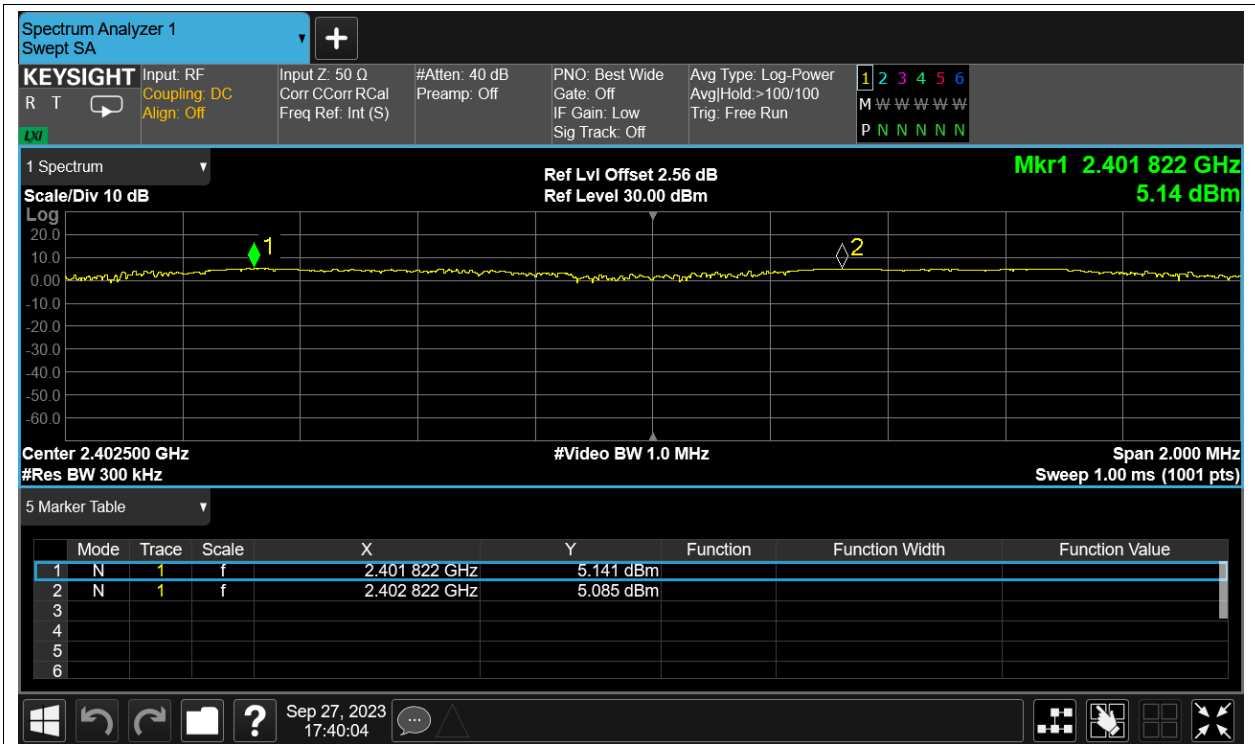 Spectrum Analyzer 1
Swept SA
KEYSIGHT
R T
LXI
Input: RF
Coupling: DC
Align: Off
Input Z: 50 Ω
Corr CCorr RCal
Freq Ref: Int (S)
#Atten: 40 dB
Preamp: Off
PNO: Best Wide
Gate: Off
IF Gain: Low
Sig Track: Off
Avg Type: Log-Power
Avg|Hold:>100/100
Trig: Free Run
1 2 3 4 5 6
M W W W W W
P N N N N N
1 Spectrum
Scale/Div 10 dB
Log
Ref Lvl Offset 2.56 dB
Ref Level 30.00 dBm
Mkr1 2.401 822 GHz
5.14 dBm
20.0
10.0
0.00
-10.0
-20.0
-30.0
-40.0
-50.0
-60.0
1
2
Center 2.402500 GHz
#Res BW 300 kHz
#Video BW 1.0 MHz
Span 2.000 MHz
Sweep 1.00 ms (1001 pts)
5 Marker Table
Mode Trace Scale X Y Function Function Width Function Value
1 N 1 f 2.401 822 GHz 5.141 dBm
2 N 1 f 2.402 822 GHz 5.085 dBm
3
4
5
6
?
Sep 27, 2023
17:40:04